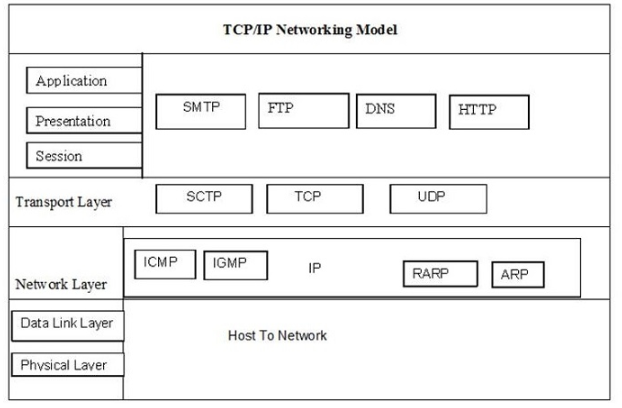 TCP/IP Networking Model
Application
Presentation
Session
SMTP
FTP
DNS
HTTP
Transport Layer
SCTP
TCP
UDP
Network Layer
ICMP
IGMP
IP
RARP
ARP
Data Link Layer
Physical Layer
Host To Network